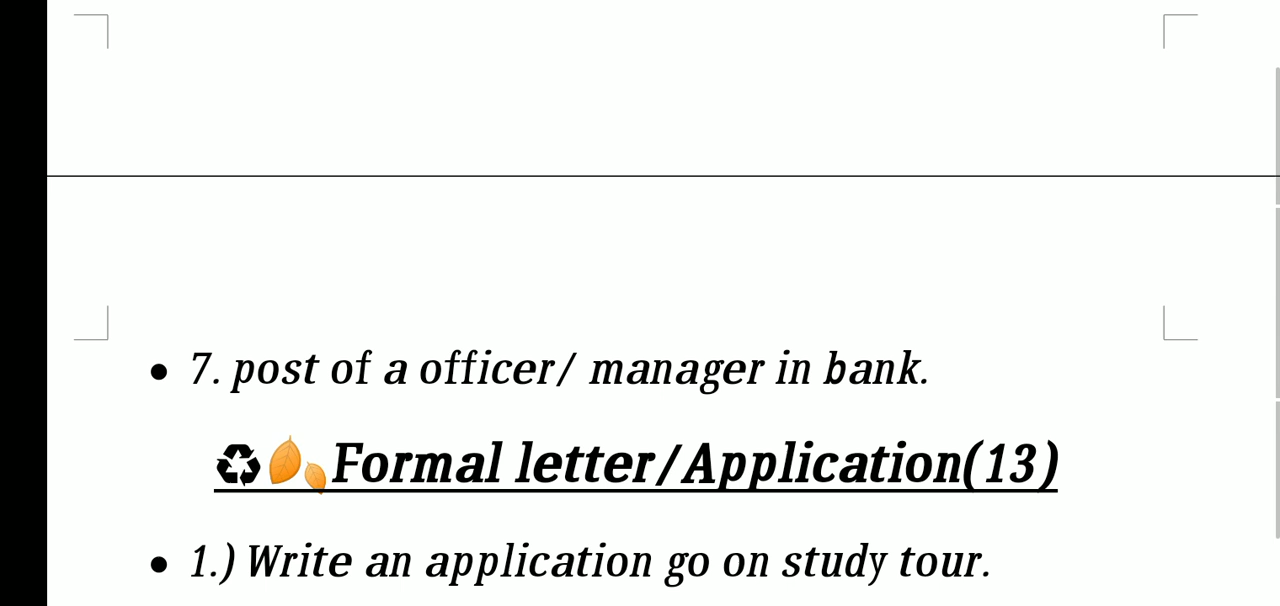 • 7. post of a officer/ manager in bank.
♻🍂Formal letter/Application(13)
• 1.) Write an application go on study tour.